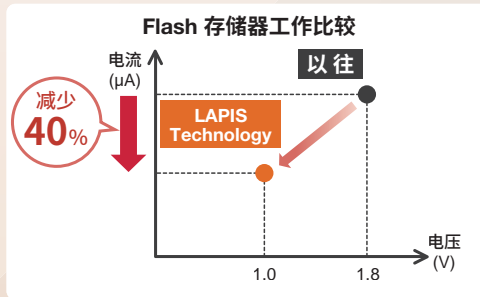 Flash 存储器工作比较
电流
(μA)
以往
减少
40%
LAPIS
Technology
电压
(V)
1.0
1.8